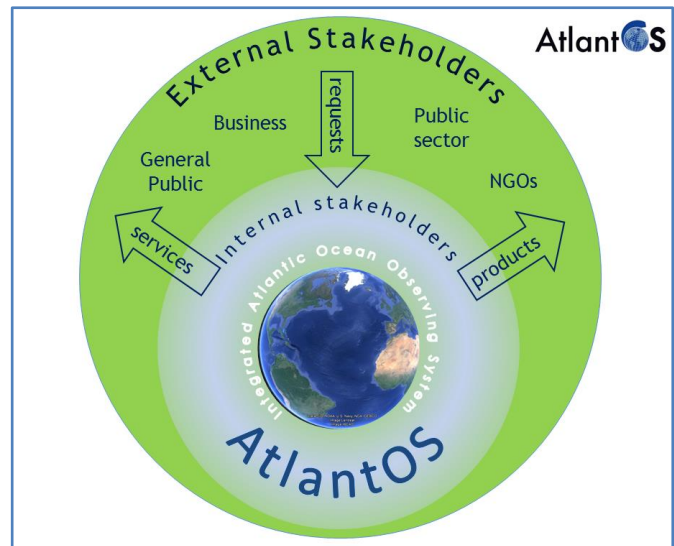 AtlantOS
External Stakeholders
requests
Business
Public
sector
General
Public
NGOs
services
Internal stakeholders
products
Integrated Atlantic Ocean Observing System
AtlantOS